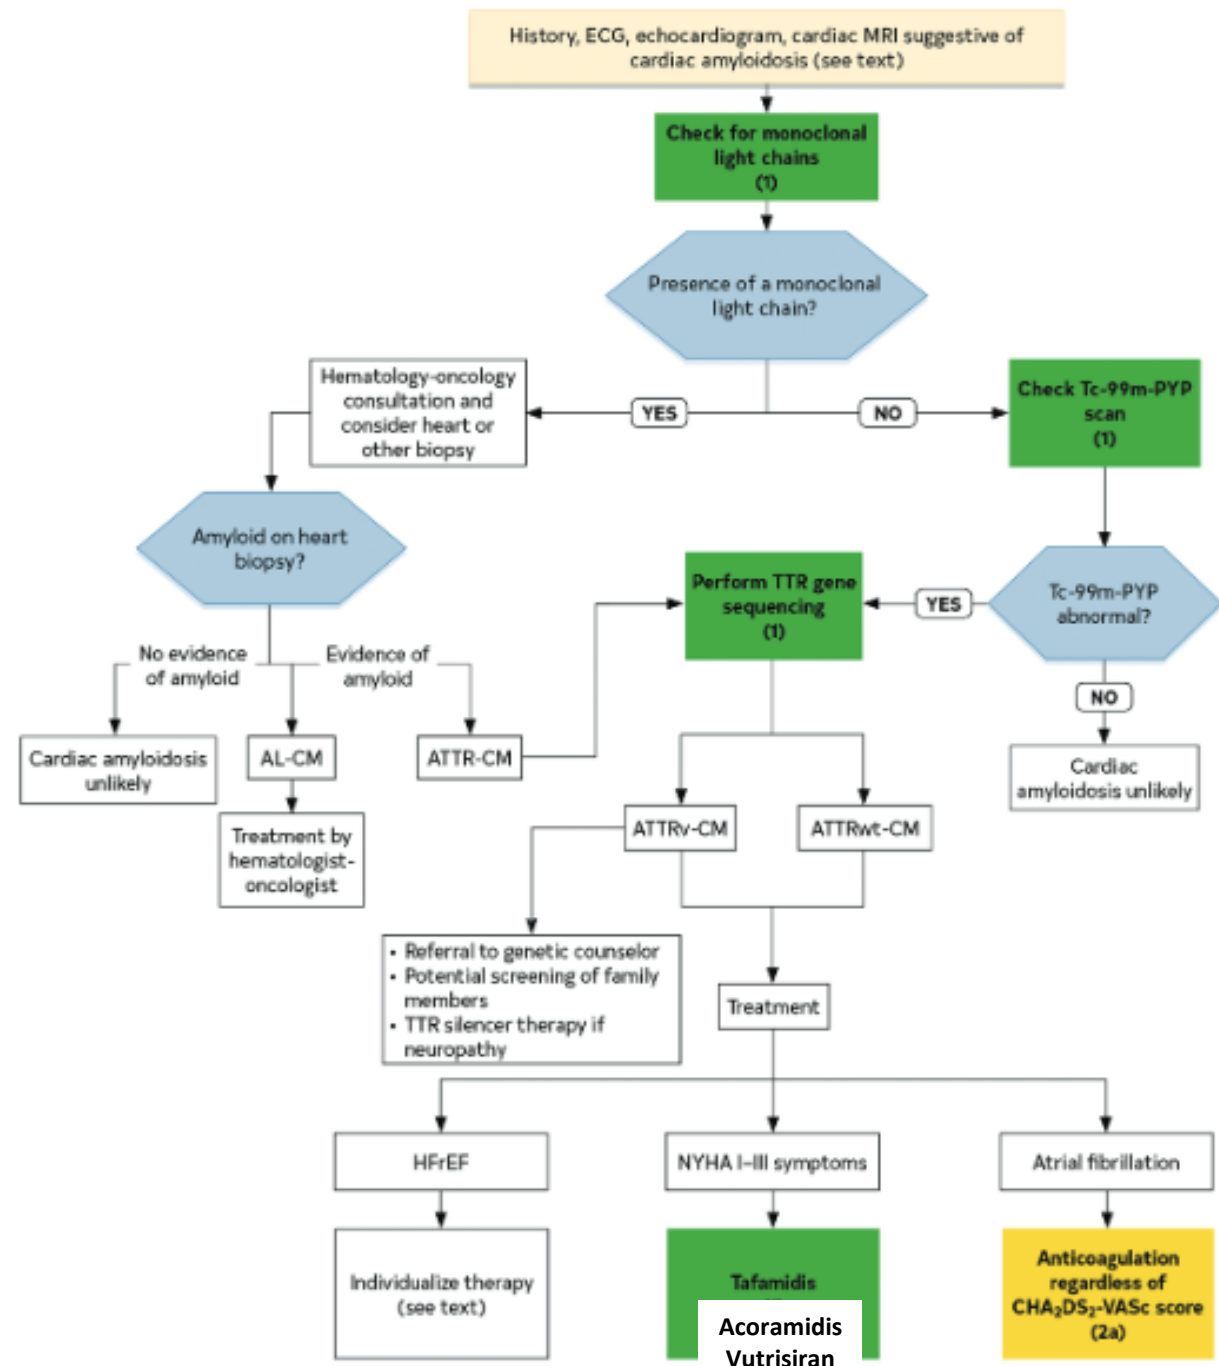 History, ECG, echocardiogram, cardiac MRI suggestive of
cardiac amyloidosis (see text)
Check for monoclonal
light chains
(1)
Presence of a monoclonal
light chain?
Hematology-oncology
consultation and
consider heart or
other biopsy
YES
NO
Check Tc-99m-PYP
scan
(1)
Amyloid on heart
biopsy?
Perform TTR gene
sequencing
(1)
YES
Tc-99m-PYP
abnormal?
No evidence
of amyloid
Evidence of
amyloid
NO
Cardiac amyloidosis
unlikely
AL-CM
ATTR-CM
Cardiac
amyloidosis unlikely
Treatment by
hematologist-
oncologist
ATTRv-CM
ATTRwt-CM
• Referral to genetic counselor
• Potential screening of family
members
• TTR silencer therapy if
neuropathy
Treatment
HFrEF
NYHA I–III symptoms
Atrial fibrillation
Individualize therapy
(see text)
Tafamidis
Acoramidis
Vutrisiran
Anticoagulation
regardless of
CHA₂DS₂-VASc score
(2a)